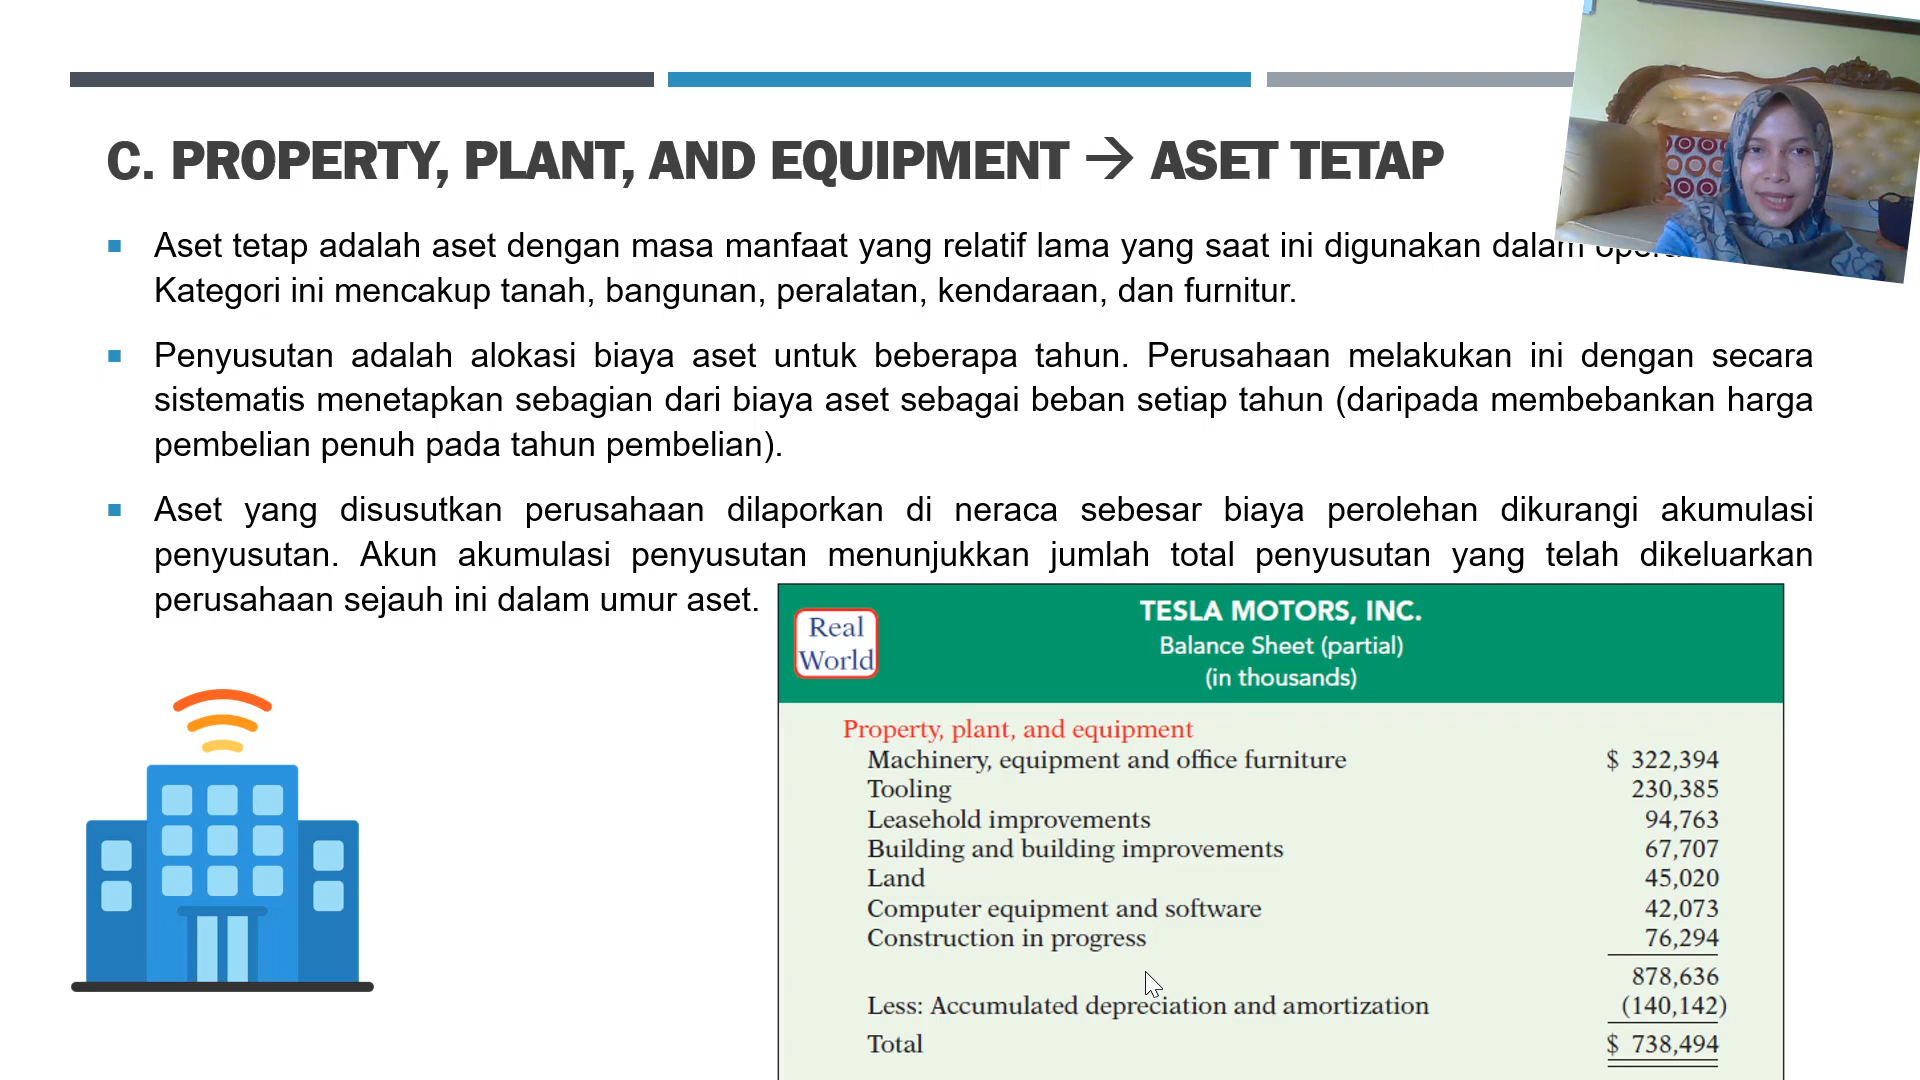 C. PROPERTY, PLANT, AND EQUIPMENT → ASET TETAP
Aset tetap adalah aset dengan masa manfaat yang relatif lama yang saat ini digunakan dalam
Kategori ini mencakup tanah, bangunan, peralatan, kendaraan, dan furnitur.
Penyusutan adalah alokasi biaya aset untuk beberapa tahun. Perusahaan melakukan ini dengan secara
sistematis menetapkan sebagian dari biaya aset sebagai beban setiap tahun (daripada membebankan harga
pembelian penuh pada tahun pembelian).
Aset yang disusutkan perusahaan dilaporkan di neraca sebesar biaya perolehan dikurangi akumulasi
penyusutan. Akun akumulasi penyusutan menunjukkan jumlah total penyusutan yang telah dikeluarkan
perusahaan sejauh ini dalam umur aset.
Real
World
TESLA MOTORS, INC.
Balance Sheet (partial)
(in thousands)
Property, plant, and equipment
Machinery, equipment and office furniture $ 322,394
Tooling 230,385
Leasehold improvements 94,763
Building and building improvements 67,707
Land 45,020
Computer equipment and software 42,073
Construction in progress 76,294
878,636
Less: Accumulated depreciation and amortization (140,142)
Total $ 738,494